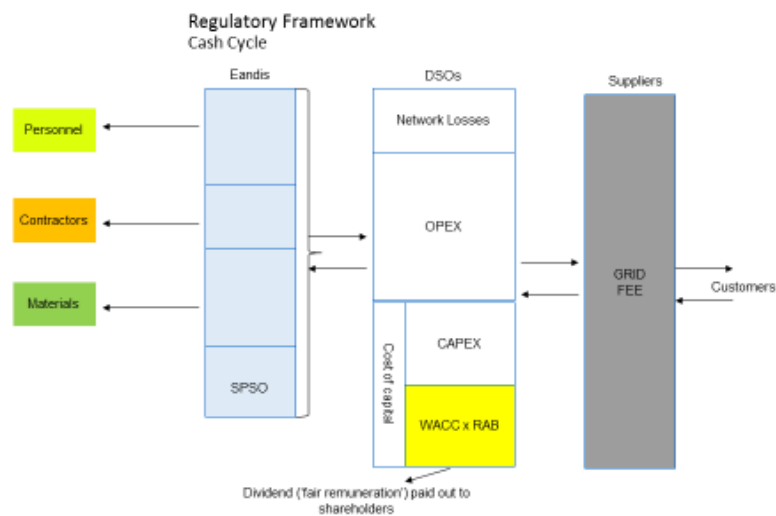 Regulatory Framework
Cash Cycle
Eandis
DSOs
Suppliers
Personnel
Contractors
Materials
SPSO
Network Losses
OPEX
Cost of capital
CAPEX
WACC x RAB
GRID
FEE
Customers
Dividend ('fair remuneration') paid out to
shareholders